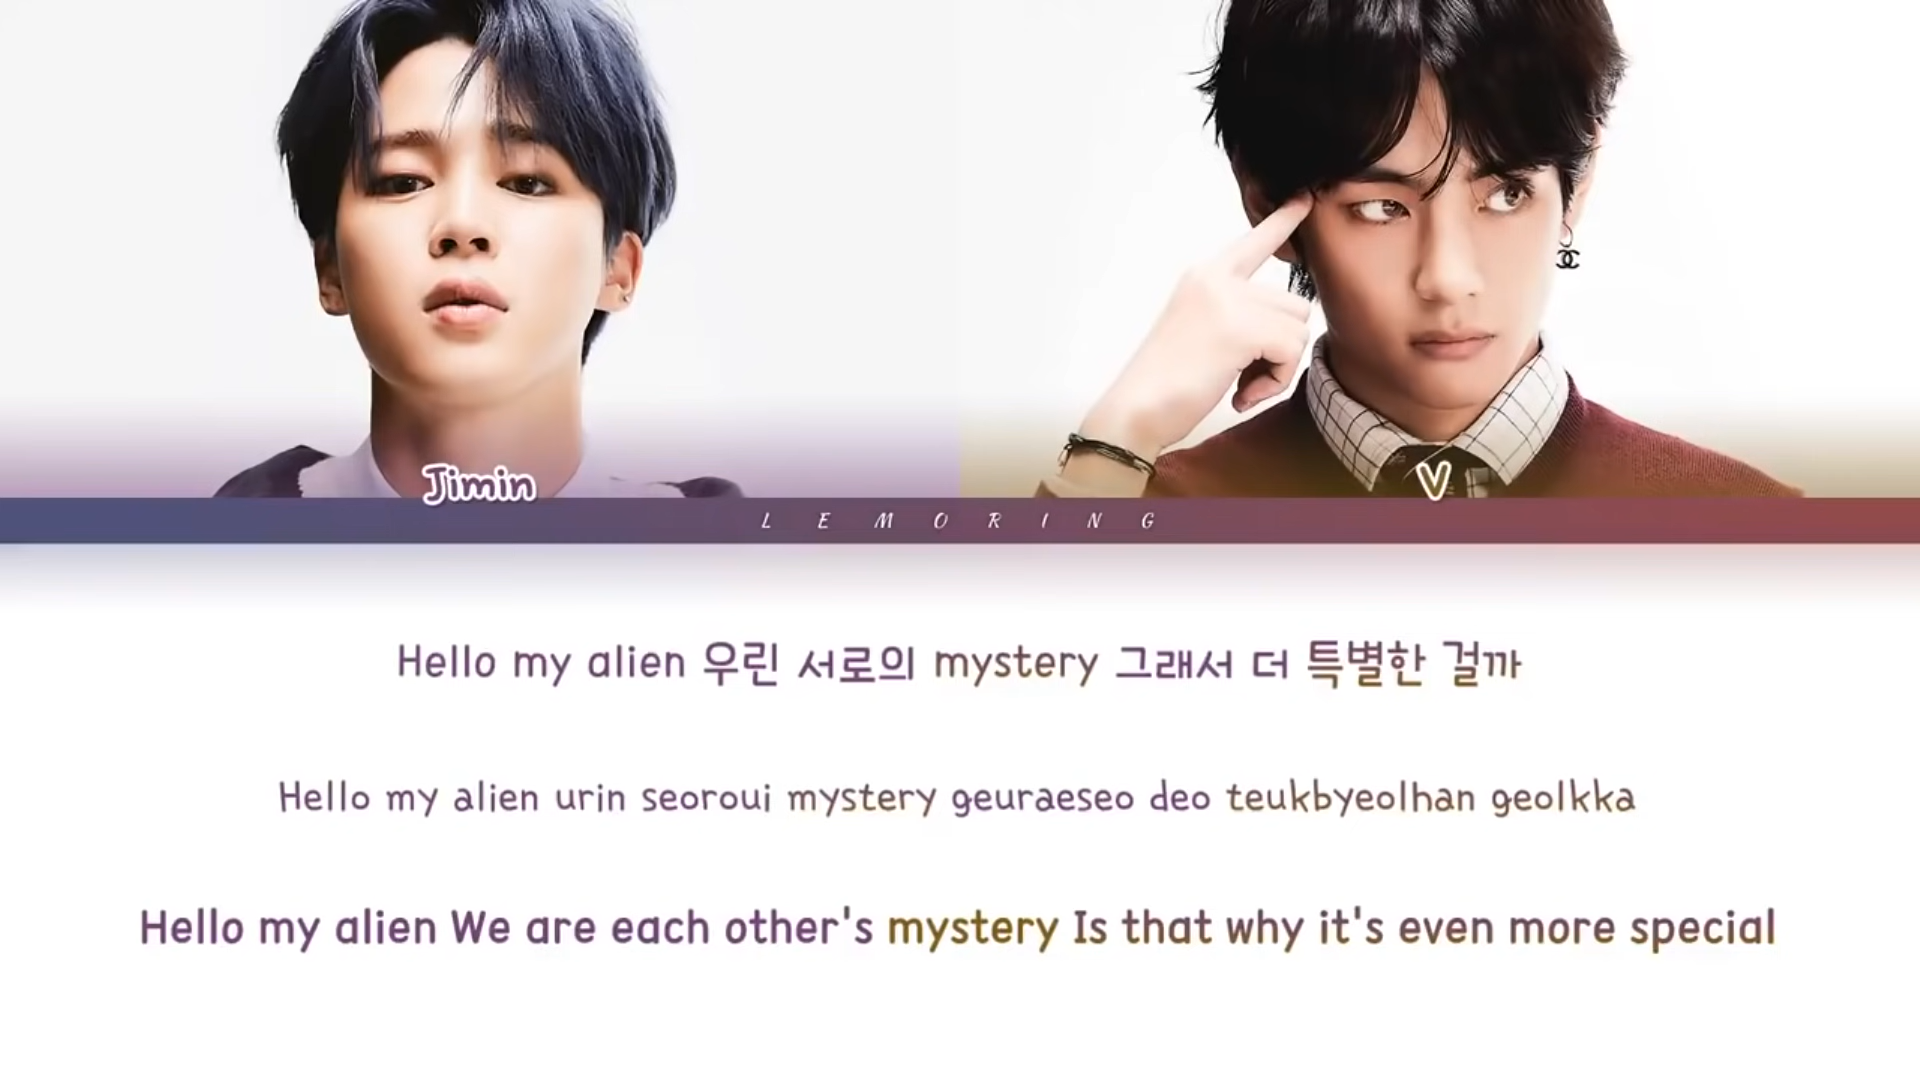 Jimin
V
LEMORING
Hello my alien 우린 서로의 mystery 그래서 더 특별한 걸까
Hello my alien urin seoroui mystery geuraeseo deo teukbyeolhan geolkka
Hello my alien We are each other's mystery Is that why it's even more special